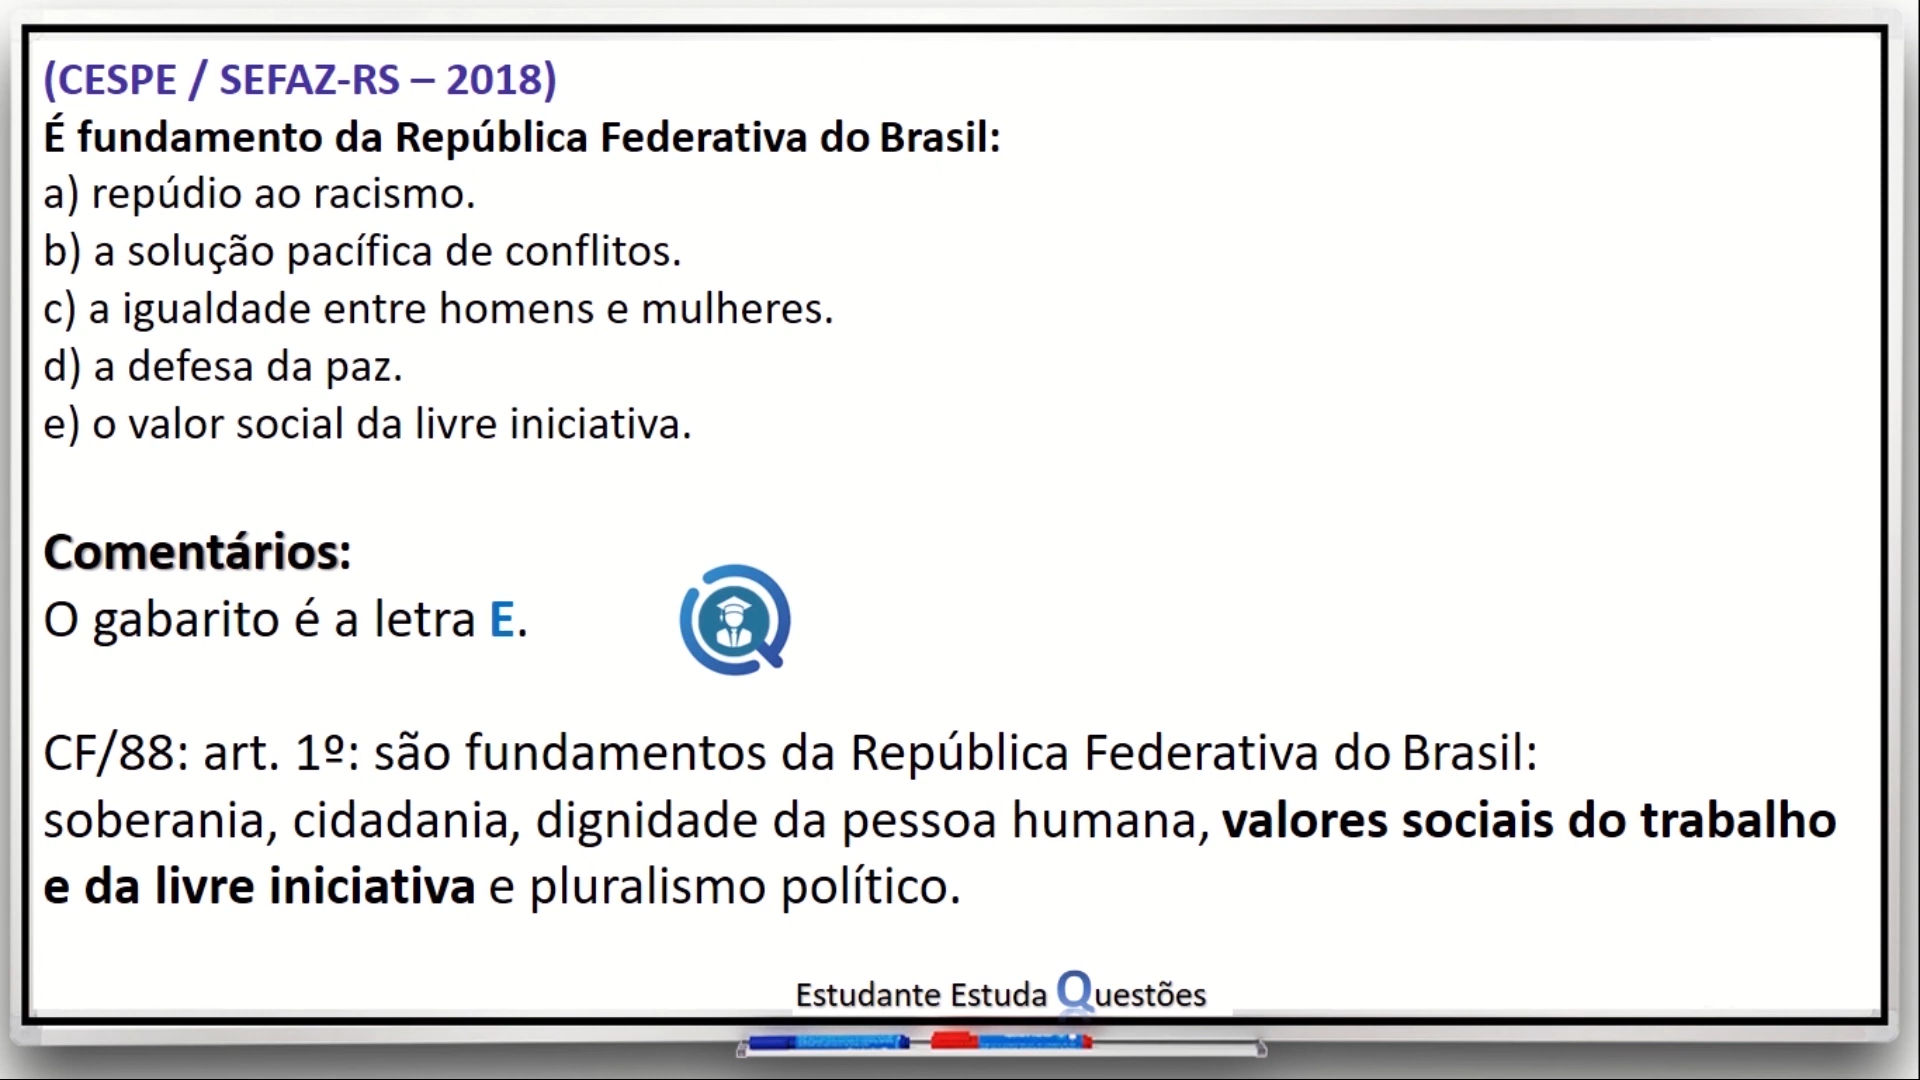 (CESPE / SEFAZ-RS – 2018)
É fundamento da República Federativa do Brasil:
a) repúdio ao racismo.
b) a solução pacífica de conflitos.
c) a igualdade entre homens e mulheres.
d) a defesa da paz.
e) o valor social da livre iniciativa.
Comentários:
O gabarito é a letra E.
CF/88: art. 1º: são fundamentos da República Federativa do Brasil:
soberania, cidadania, dignidade da pessoa humana, valores sociais do trabalho
e da livre iniciativa e pluralismo político.
Estudante Estuda Questões